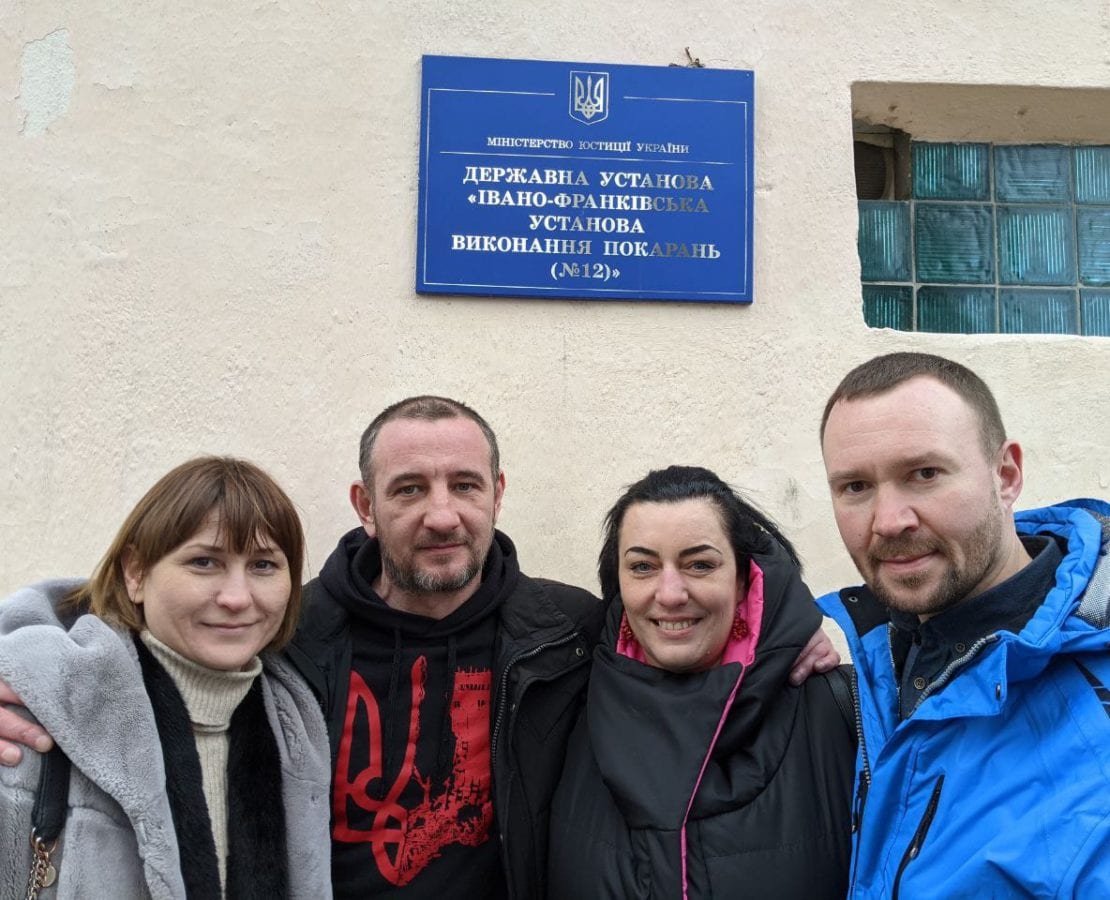 МІНІСТЕРСТВО ЮСТИЦІЇ УКРАЇНИ
ДЕРЖАВНА УСТАНОВА
«ІВАНО-ФРАНКІВСЬКА
УСТАНОВА
ВИКОНАННЯ ПОКАРАНЬ
(№12)»